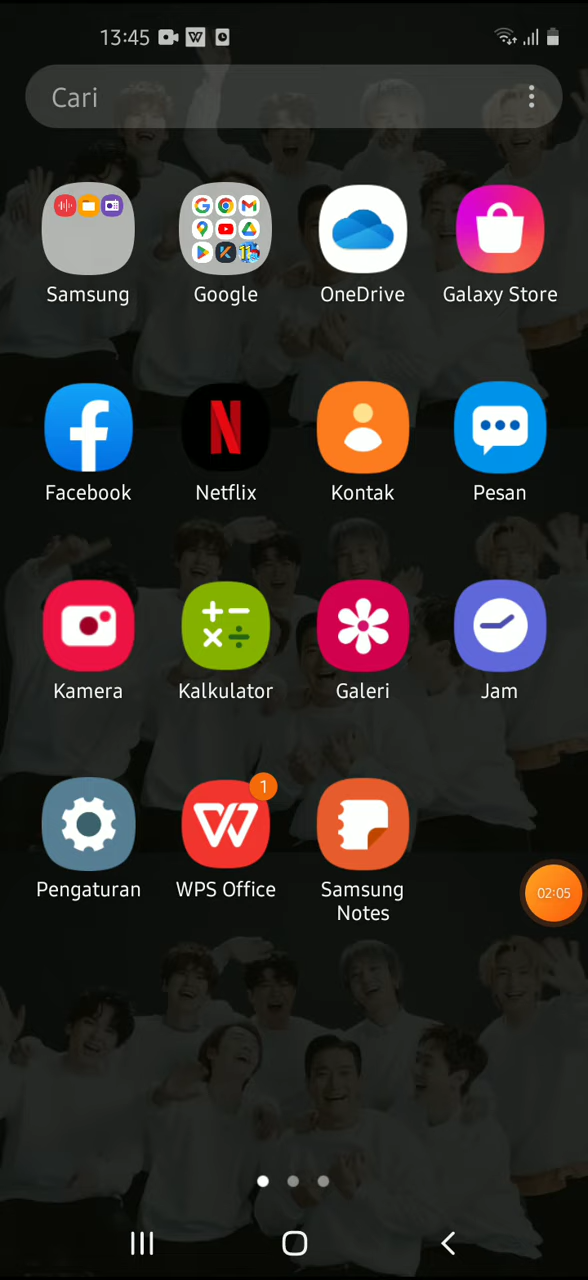 13:45
Cari
Samsung
Google
OneDrive
Galaxy Store
Facebook
Netflix
Kontak
Pesan
Kamera
Kalkulator
Galeri
Jam
1
Pengaturan
WPS Office
Samsung
Notes
02:05